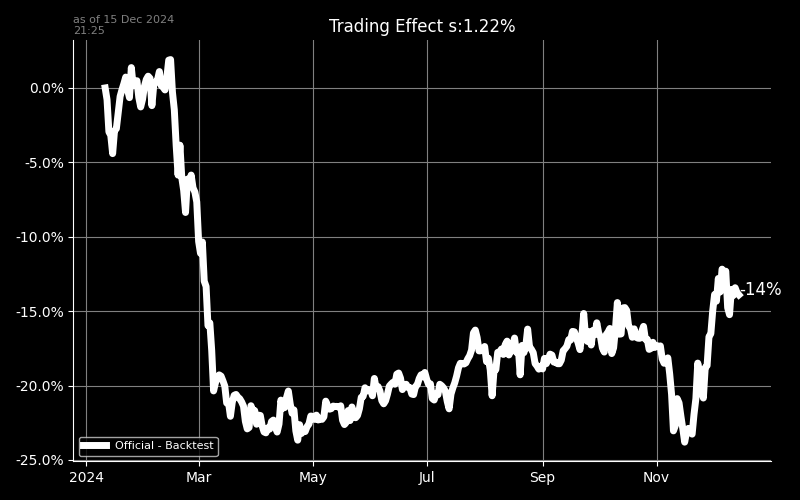 as of 15 Dec 2024
21:25
Trading Effect s:1.22%
0.0%
-5.0%
-10.0%
-15.0%
-20.0%
-25.0%
-14%
Official - Backtest
2024
Mar
May
Jul
Sep
Nov